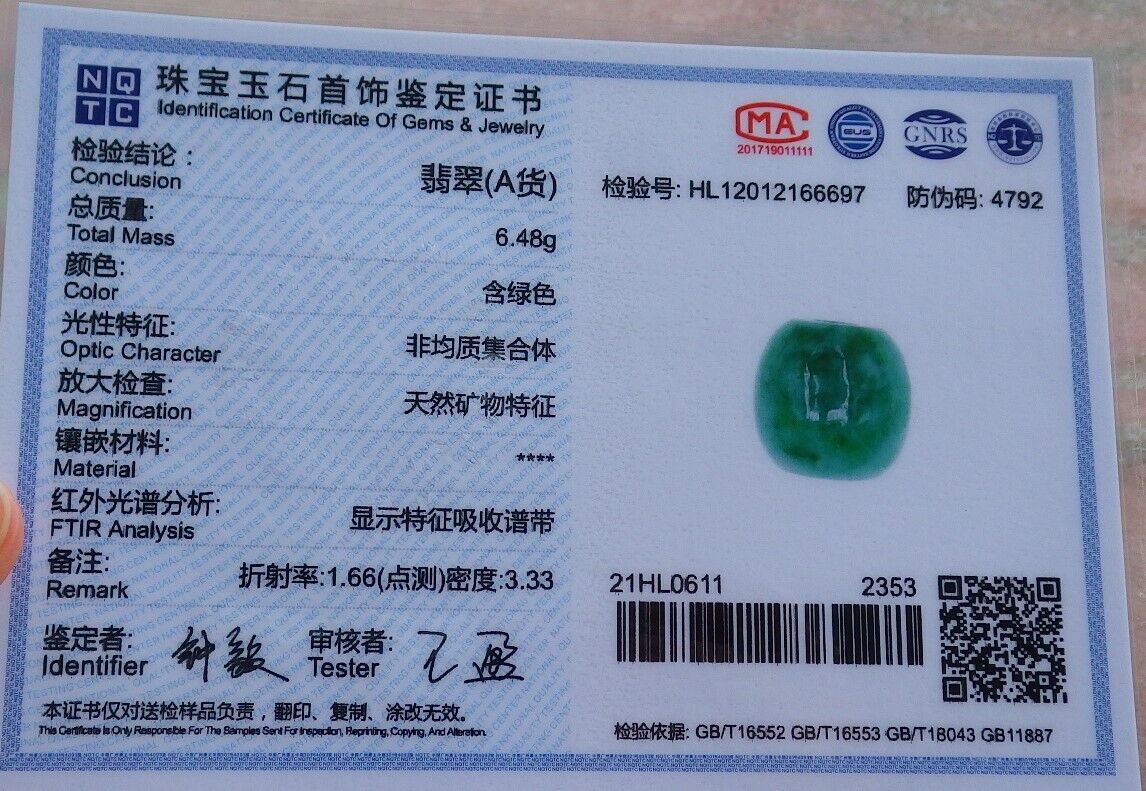 NQ
TC
珠宝玉石首饰鉴定证书
Identification Certificate Of Gems & Jewelry
检验结论：
Conclusion
翡翠(A货)
总质量:
Total Mass
6.48g
颜色:
Color
含绿色
光性特征:
Optic Character
非均质集合体
放大检查:
Magnification
天然矿物特征
镶嵌材料:
Material
****
红外光谱分析:
FTIR Analysis
显示特征吸收谱带
备注:
Remark
折射率:1.66(点测)密度:3.33
鉴定者:
Identifier
审核者:
Tester
本证书仅对送检样品负责，翻印、复制、涂改无效。
This Certificate Is Only Responsible For The Samples Sent For Inspection, Reprinting, Copying, And Alteration.
MA
201719011111
GNRS
检验号: HL12012166697
防伪码: 4792
21HL0611
2353
检验依据: GB/T16552 GB/T16553 GB/T18043 GB11887